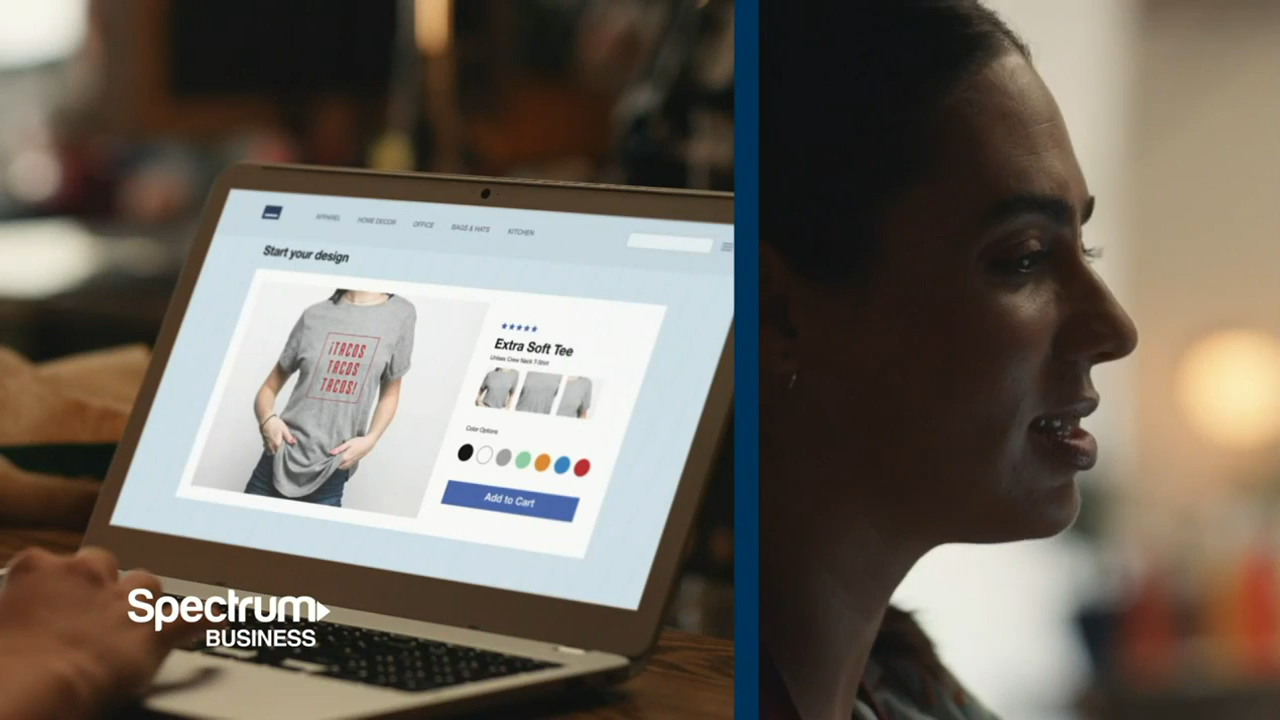 APPAREL HOME DECOR OFFICE BAGS & HATS KITCHEN
Start your design
¡TACOS
TACOS
TACOS!
Extra Soft Tee
Unisex Crew Neck T-Shirt
Color Options
Add to Cart
Spectrum
BUSINESS